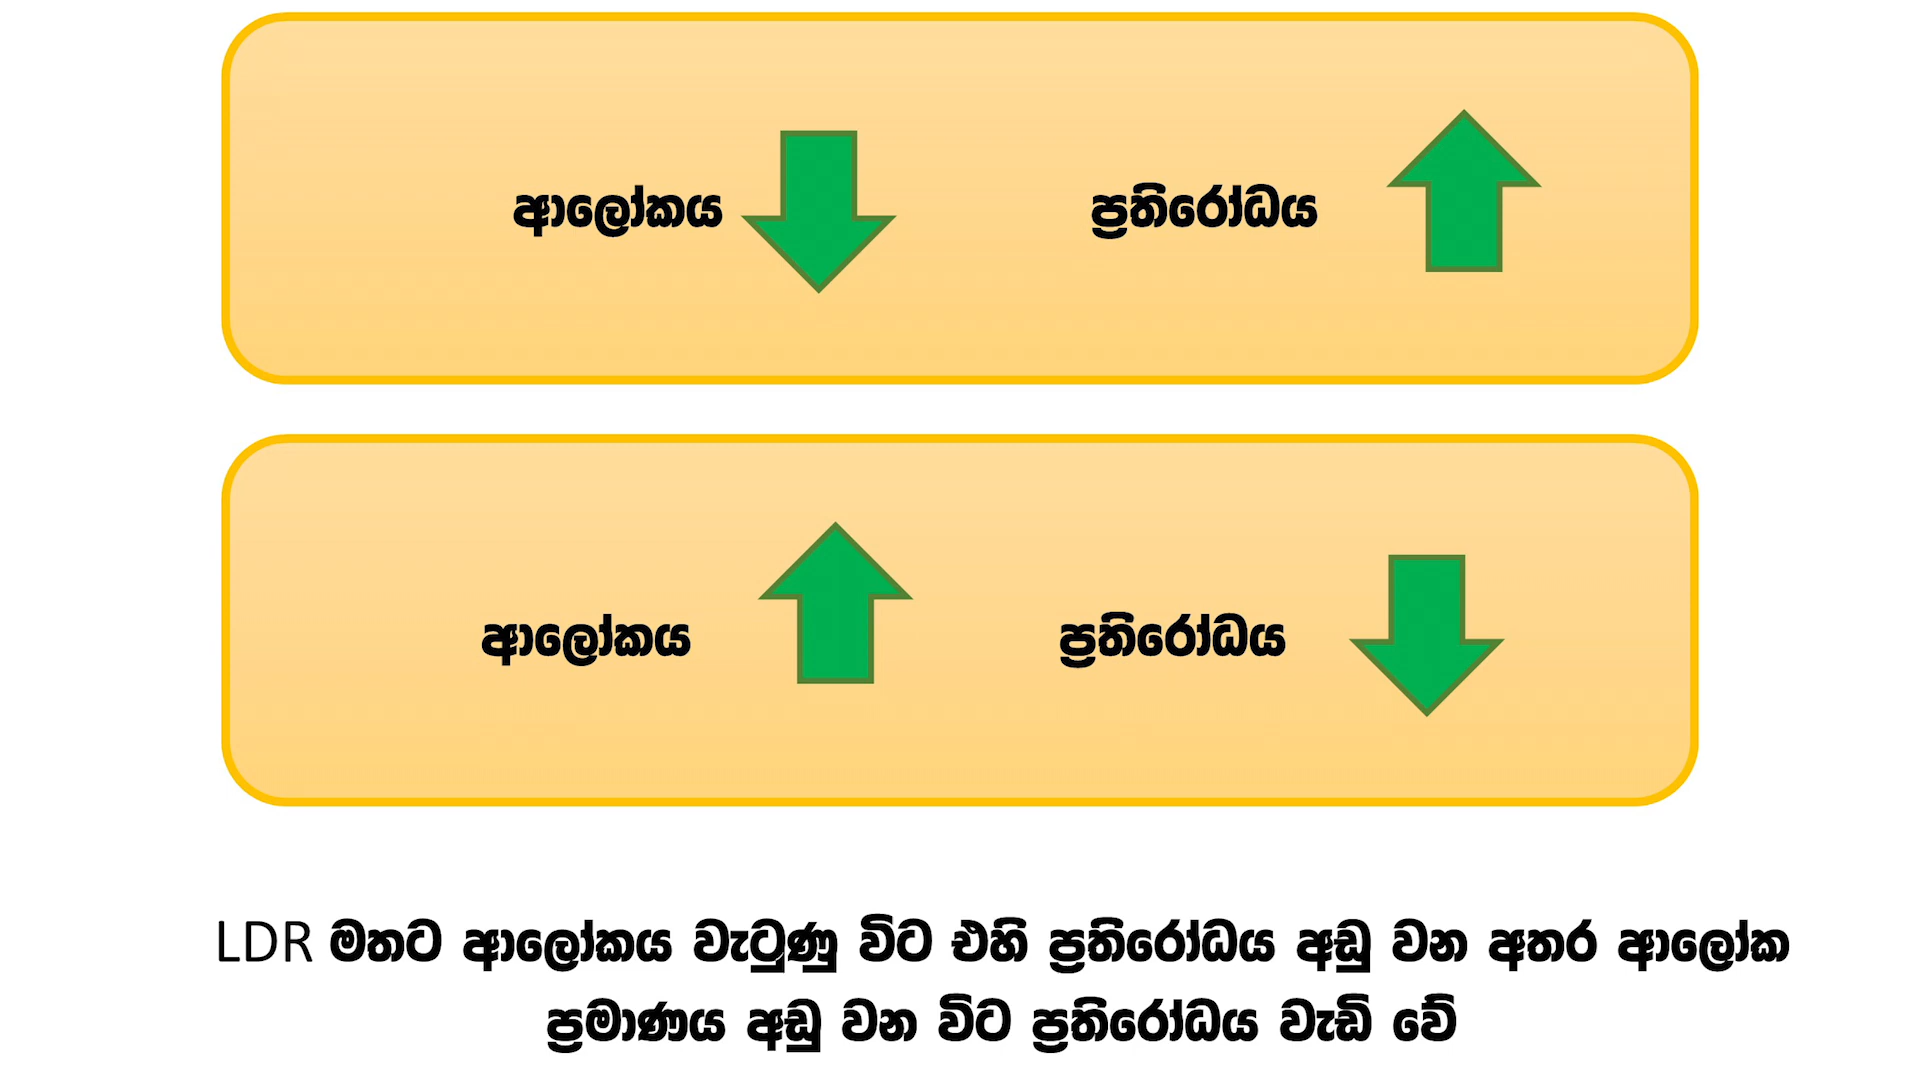 ආලෝකය ප්‍රතිරෝධය
ආලෝකය ප්‍රතිරෝධය
LDR මතට ආලෝකය වැටුණු විට එහි ප්‍රතිරෝධය අඩු වන අතර ආලෝක
ප්‍රමාණය අඩු වන විට ප්‍රතිරෝධය වැඩි වේ